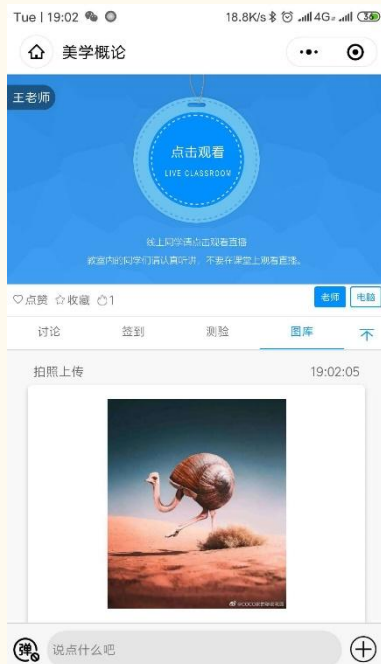 Tue | 19:02
18.8K/s
4G
36
美学概论
王老师
点击观看
LIVE CLASSROOM
线上同学请点击观看直播
教室内的同学们请认真听讲，不要在课堂上观看直播。
点赞 收藏 1
老师 电脑
讨论 签到 测验 图库
拍照上传 19:02:05
弹 说点什么吧